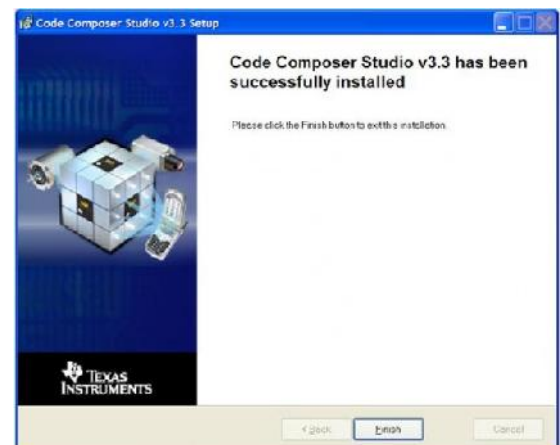 Code Composer Studio v3.3 Setup
Code Composer Studio v3.3 has been
successfully installed
Please click the Finish button to exit this installation.
TEXAS
INSTRUMENTS
< Back
Finish
Cancel